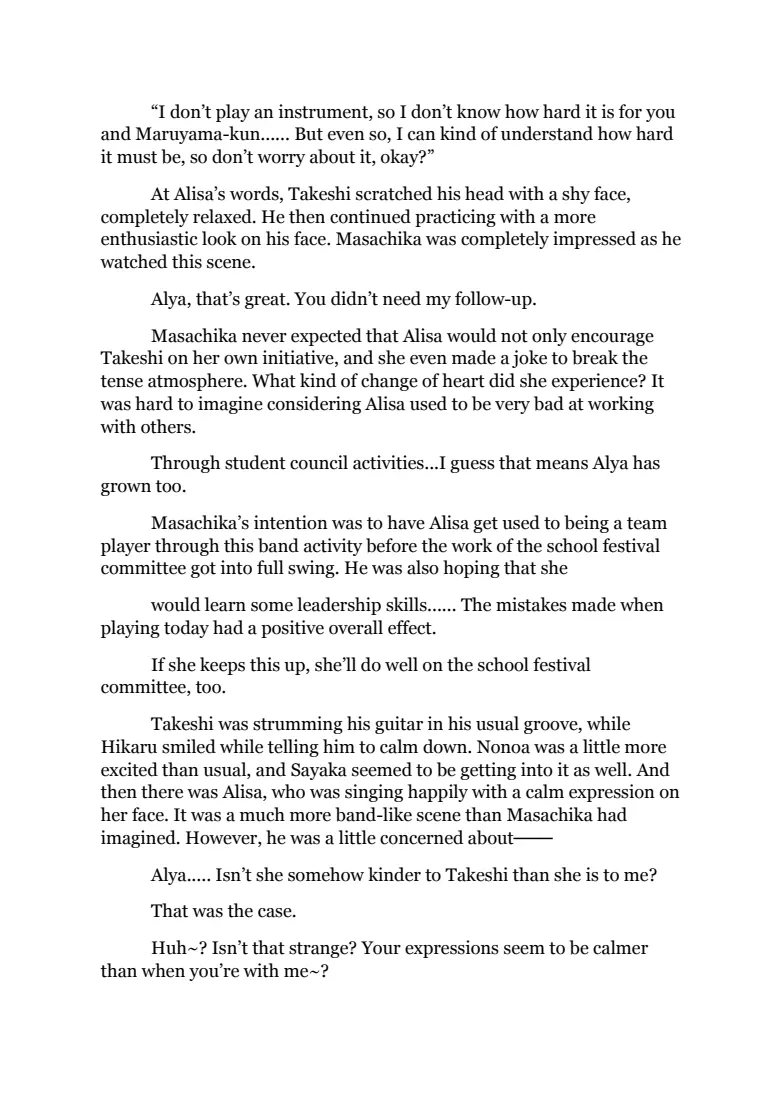 “I don’t play an instrument, so I don’t know how hard it is for you
and Maruyama-kun...... But even so, I can kind of understand how hard
it must be, so don’t worry about it, okay?”
At Alisa’s words, Takeshi scratched his head with a shy face,
completely relaxed. He then continued practicing with a more
enthusiastic look on his face. Masachika was completely impressed as he
watched this scene.
Alya, that’s great. You didn’t need my follow-up.
Masachika never expected that Alisa would not only encourage
Takeshi on her own initiative, and she even made a joke to break the
tense atmosphere. What kind of change of heart did she experience? It
was hard to imagine considering Alisa used to be very bad at working
with others.
Through student council activities...I guess that means Alya has
grown too.
Masachika’s intention was to have Alisa get used to being a team
player through this band activity before the work of the school festival
committee got into full swing. He was also hoping that she
would learn some leadership skills...... The mistakes made when
playing today had a positive overall effect.
If she keeps this up, she’ll do well on the school festival
committee, too.
Takeshi was strumming his guitar in his usual groove, while
Hikaru smiled while telling him to calm down. Nonoa was a little more
excited than usual, and Sayaka seemed to be getting into it as well. And
then there was Alisa, who was singing happily with a calm expression on
her face. It was a much more band-like scene than Masachika had
imagined. However, he was a little concerned about——
Alya..... Isn’t she somehow kinder to Takeshi than she is to me?
That was the case.
Huh~? Isn’t that strange? Your expressions seem to be calmer
than when you’re with me~?